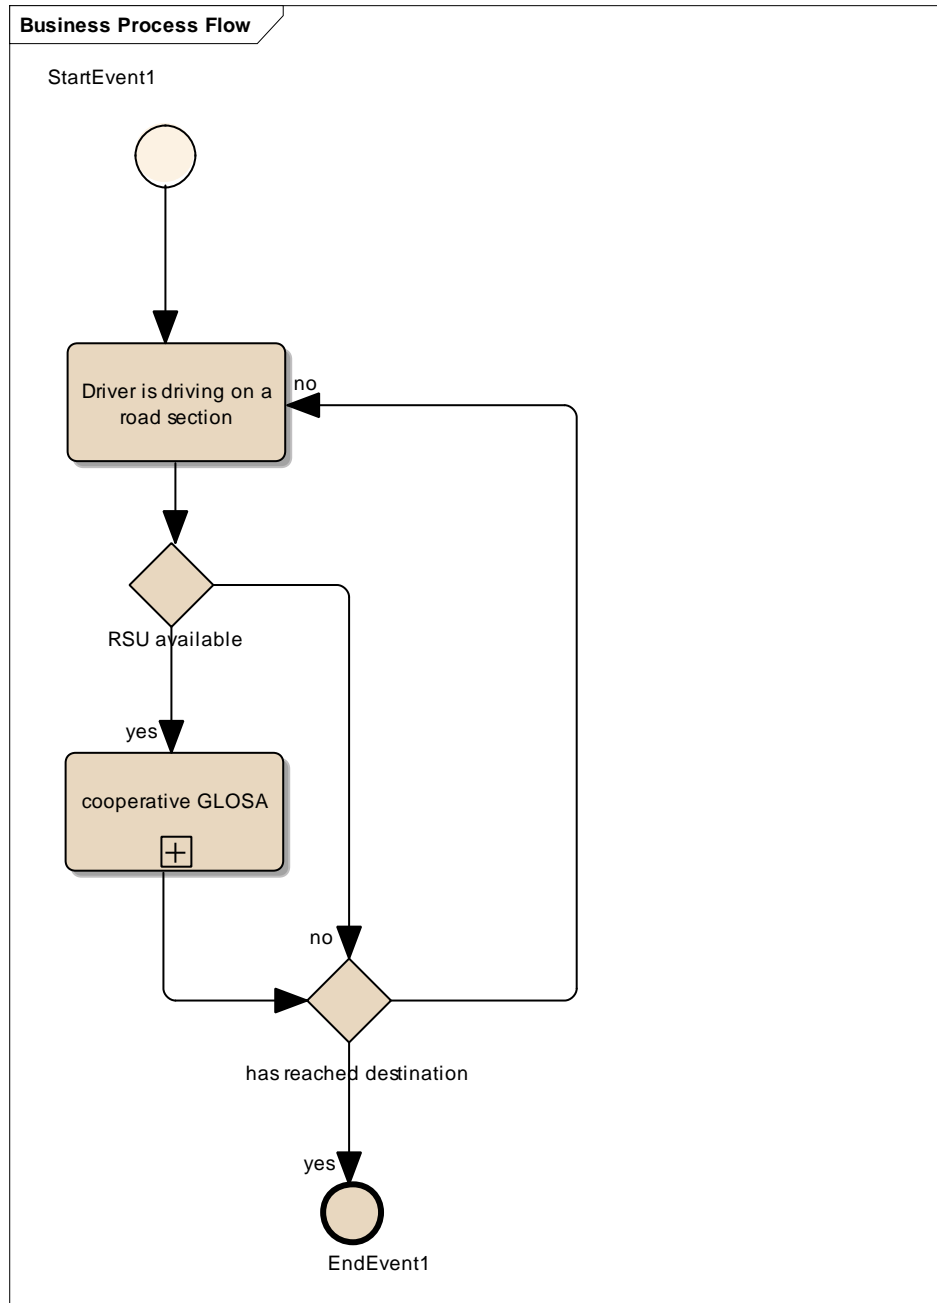 Business Process Flow
StartEvent1
Driver is driving on a
road section
no
RSU available
yes
cooperative GLOSA
no
has reached destination
yes
EndEvent1